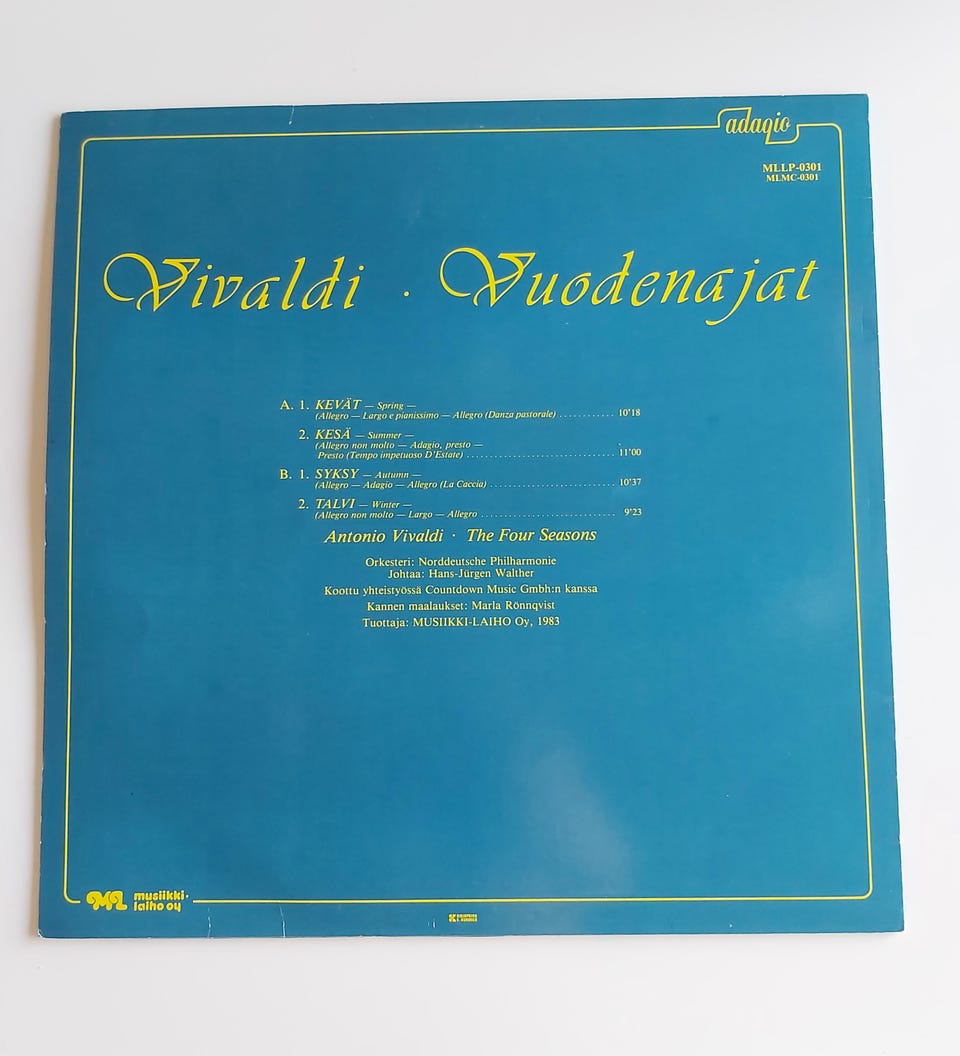 adagio
MLLP-0301
MLMC-0301
Vivaldi · Vuodenajat
A. 1. KEVÄT — Spring —
(Allegro — Largo e pianissimo — Allegro (Danza pastorale) ............ 10'18
2. KESÄ — Summer —
(Allegro non molto — Adagio, presto —
Presto (Tempo impetuoso D'Estate) ................................ 11'00
B. 1. SYKSY — Autumn —
(Allegro — Adagio — Allegro (La Caccia) ........................... 10'37
2. TALVI — Winter —
(Allegro non molto — Largo — Allegro ............................. 9'23
Antonio Vivaldi · The Four Seasons
Orkesteri: Norddeutsche Philharmonie
Johtaa: Hans-Jürgen Walther
Koottu yhteistyössä Countdown Music Gmbh:n kanssa
Kannen maalaukset: Marla Rönnqvist
Tuottaja: MUSIIKKI-LAIHO Oy, 1983
ML musiikki-
laiho oy